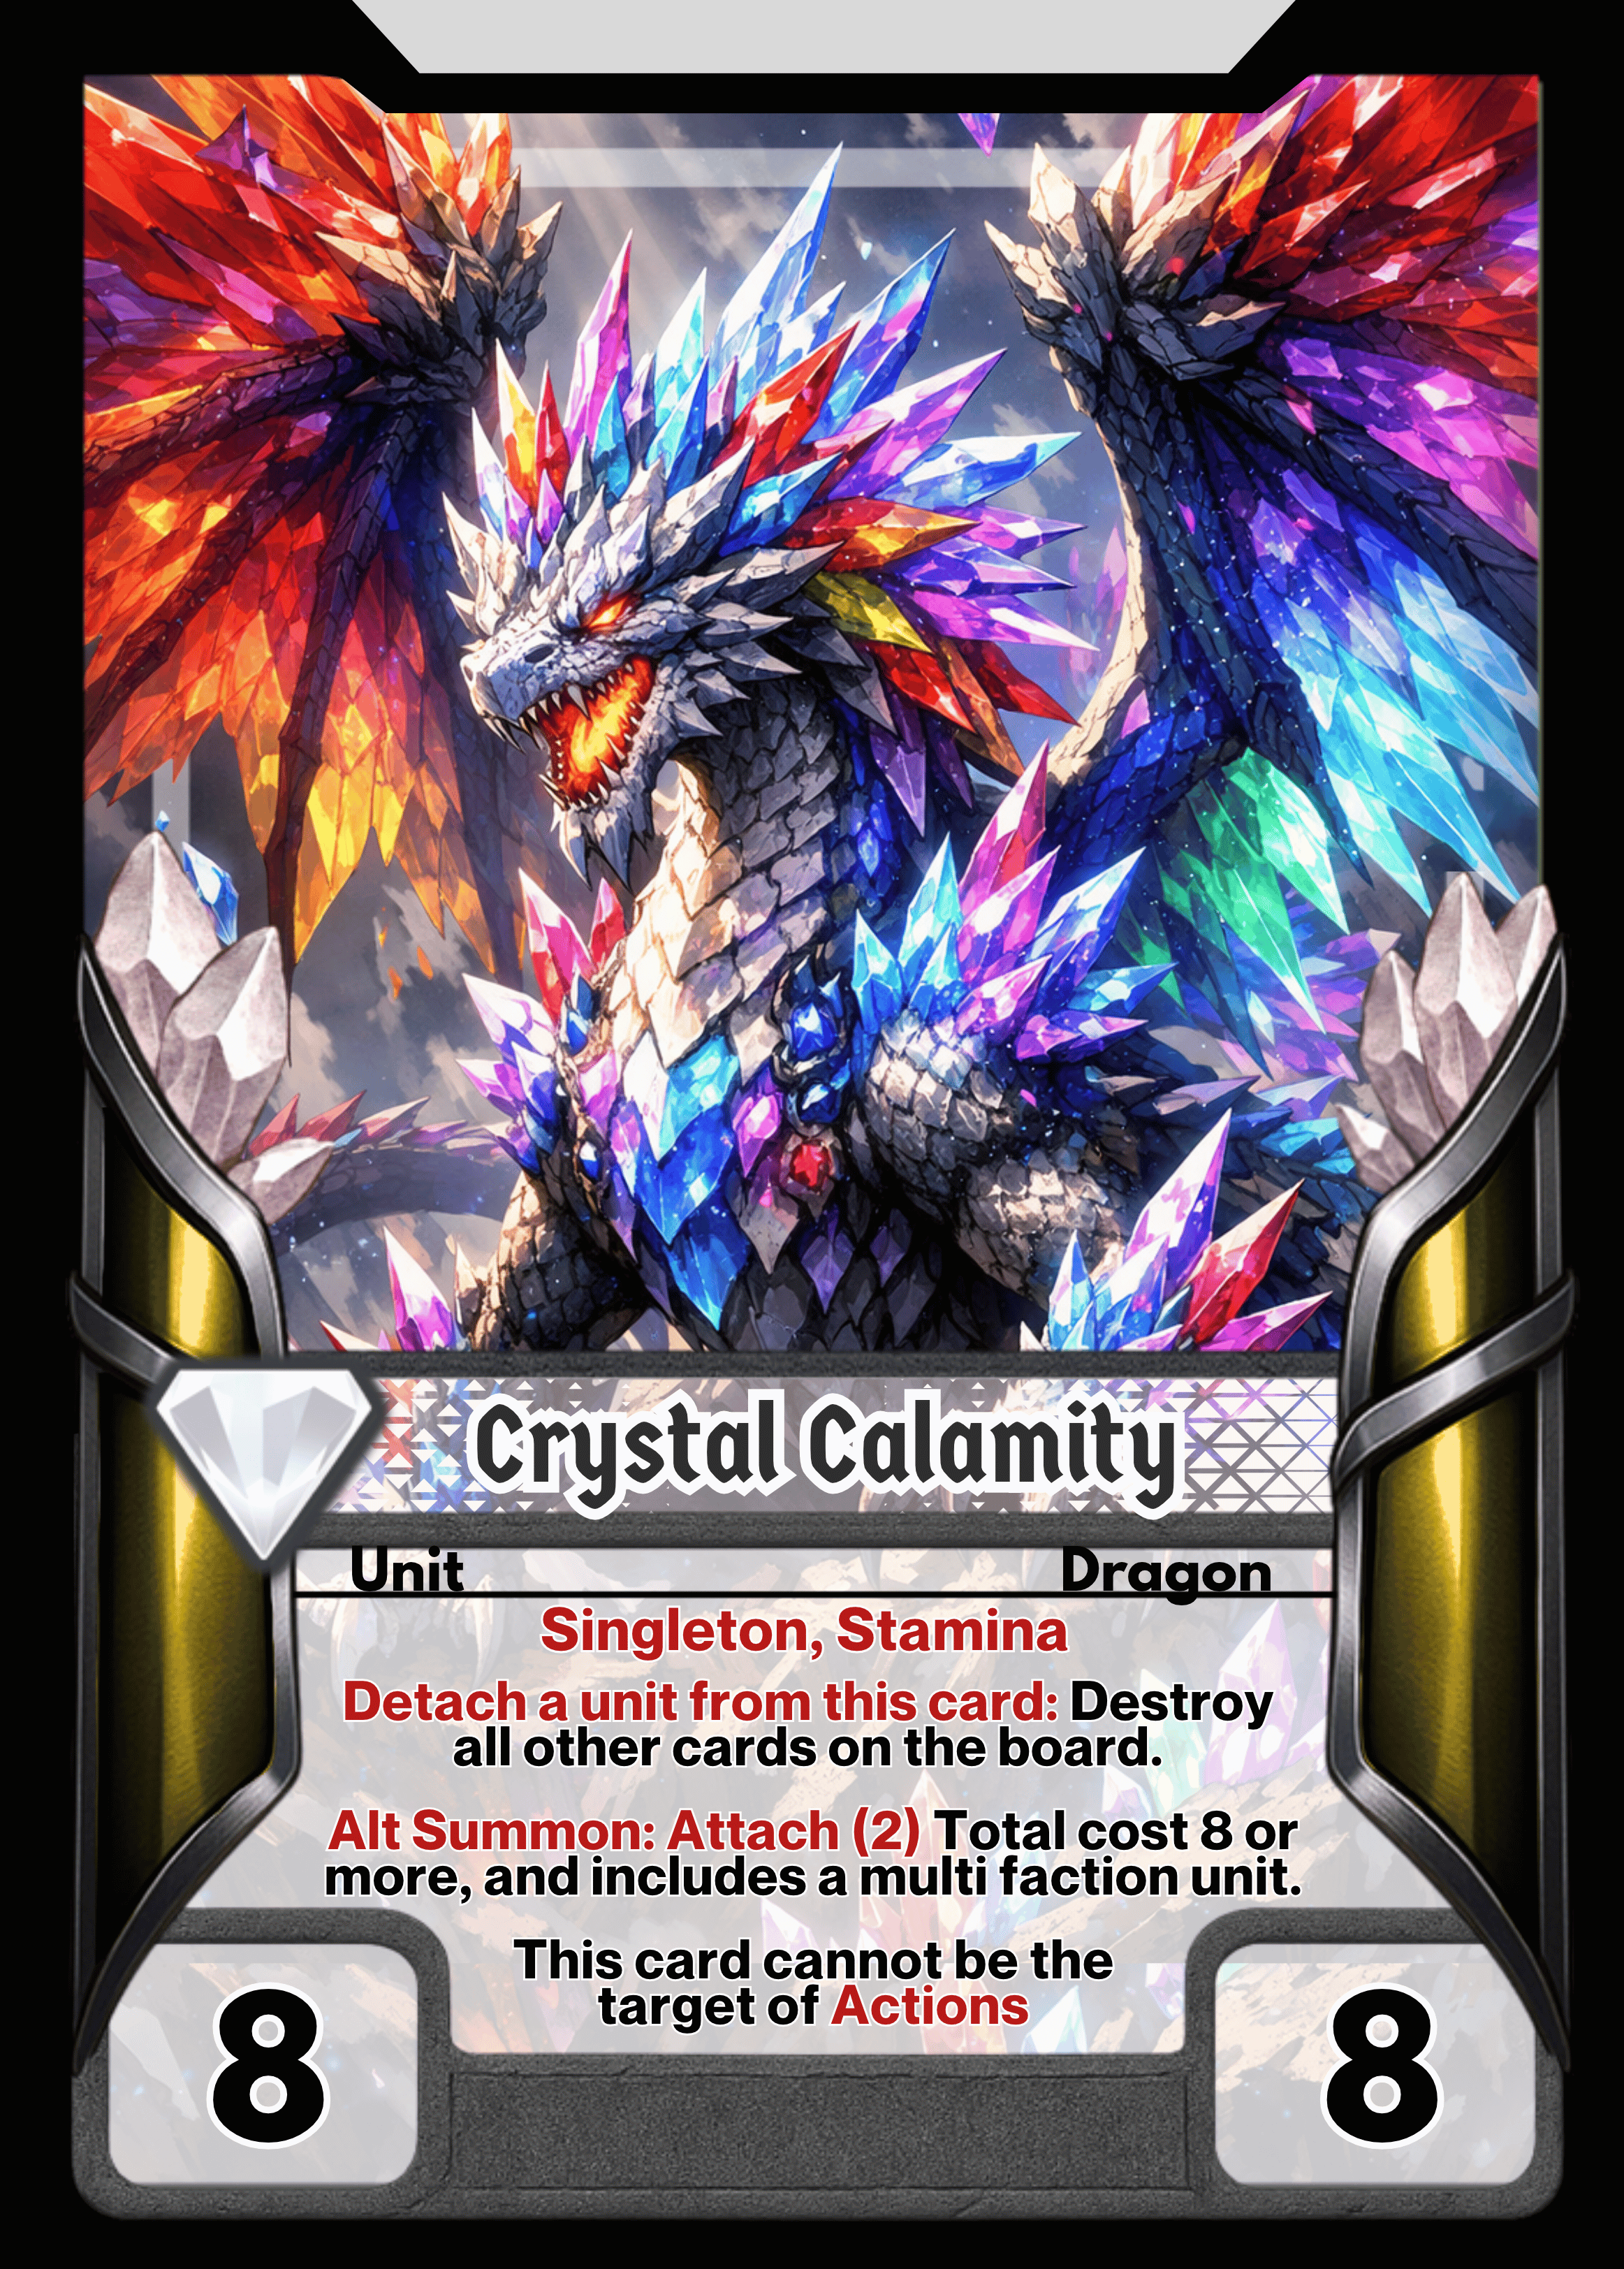 Crystal Calamity
Unit Dragon
Singleton, Stamina
Detach a unit from this card: Destroy
all other cards on the board.
Alt Summon: Attach (2) Total cost 8 or
more, and includes a multi faction unit.
This card cannot be the
target of Actions
8 8